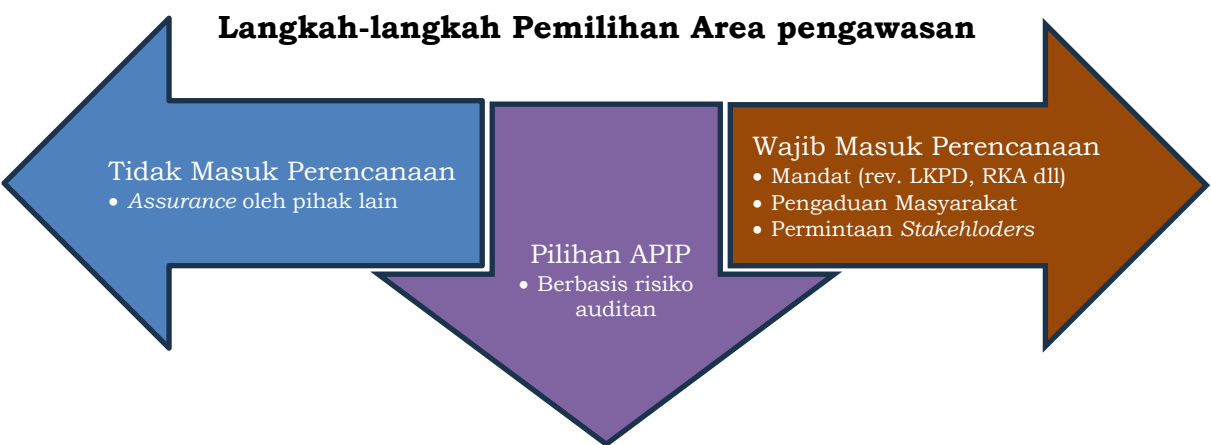 Langkah-langkah Pemilihan Area pengawasan
Tidak Masuk Perencanaan
• Assurance oleh pihak lain
Pilihan APIP
• Berbasis risiko
auditan
Wajib Masuk Perencanaan
• Mandat (rev. LKPD, RKA dll)
• Pengaduan Masyarakat
• Permintaan Stakehloders